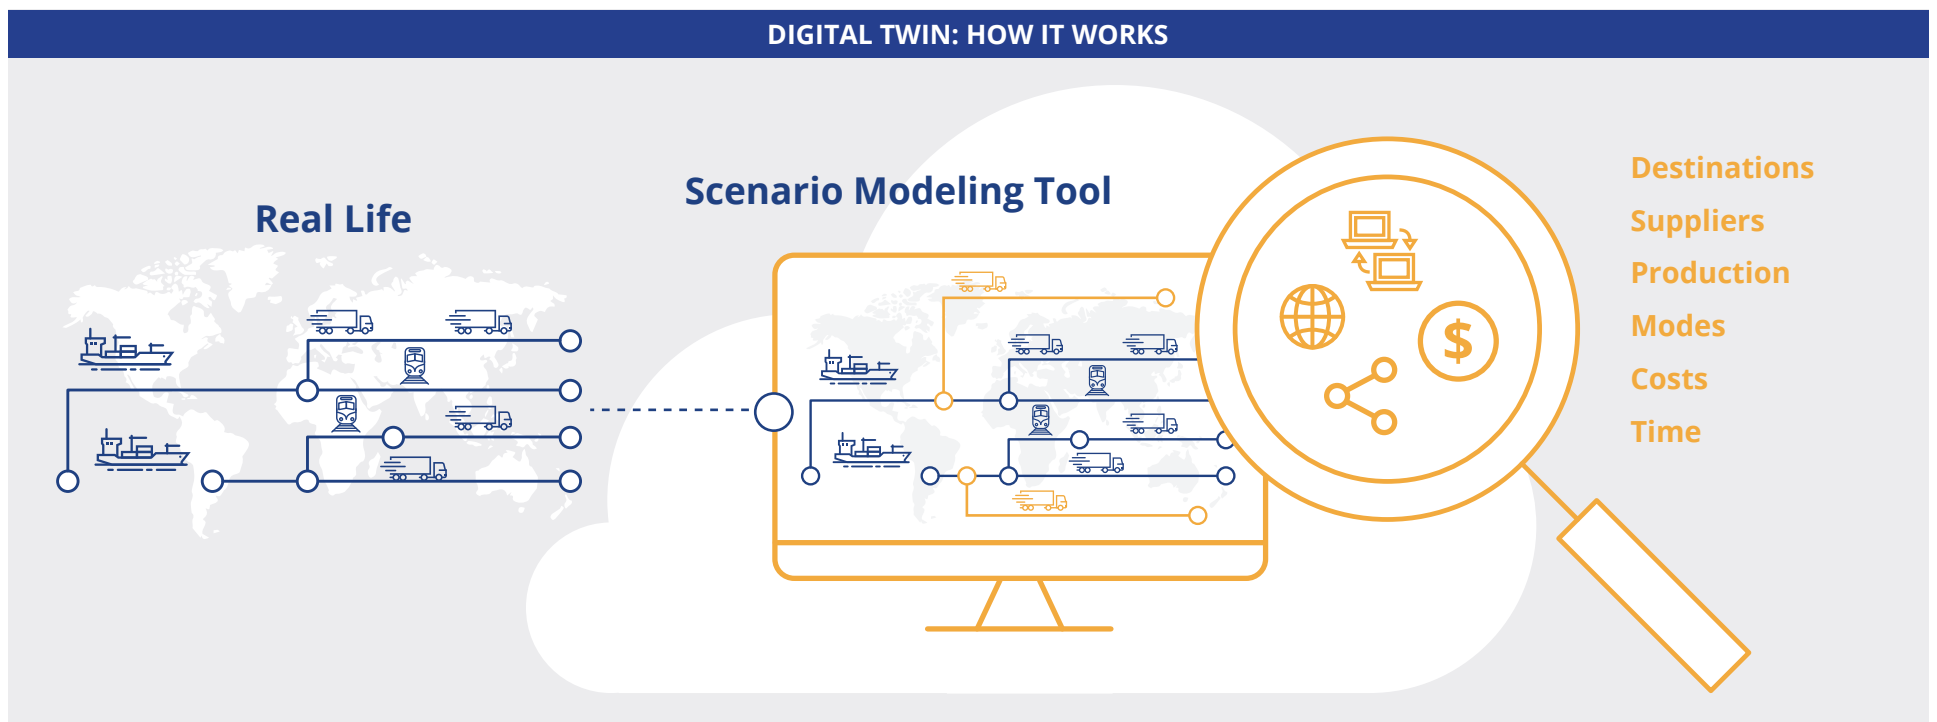 DIGITAL TWIN: HOW IT WORKS
Real Life
Scenario Modeling Tool
$
Destinations
Suppliers
Production
Modes
Costs
Time